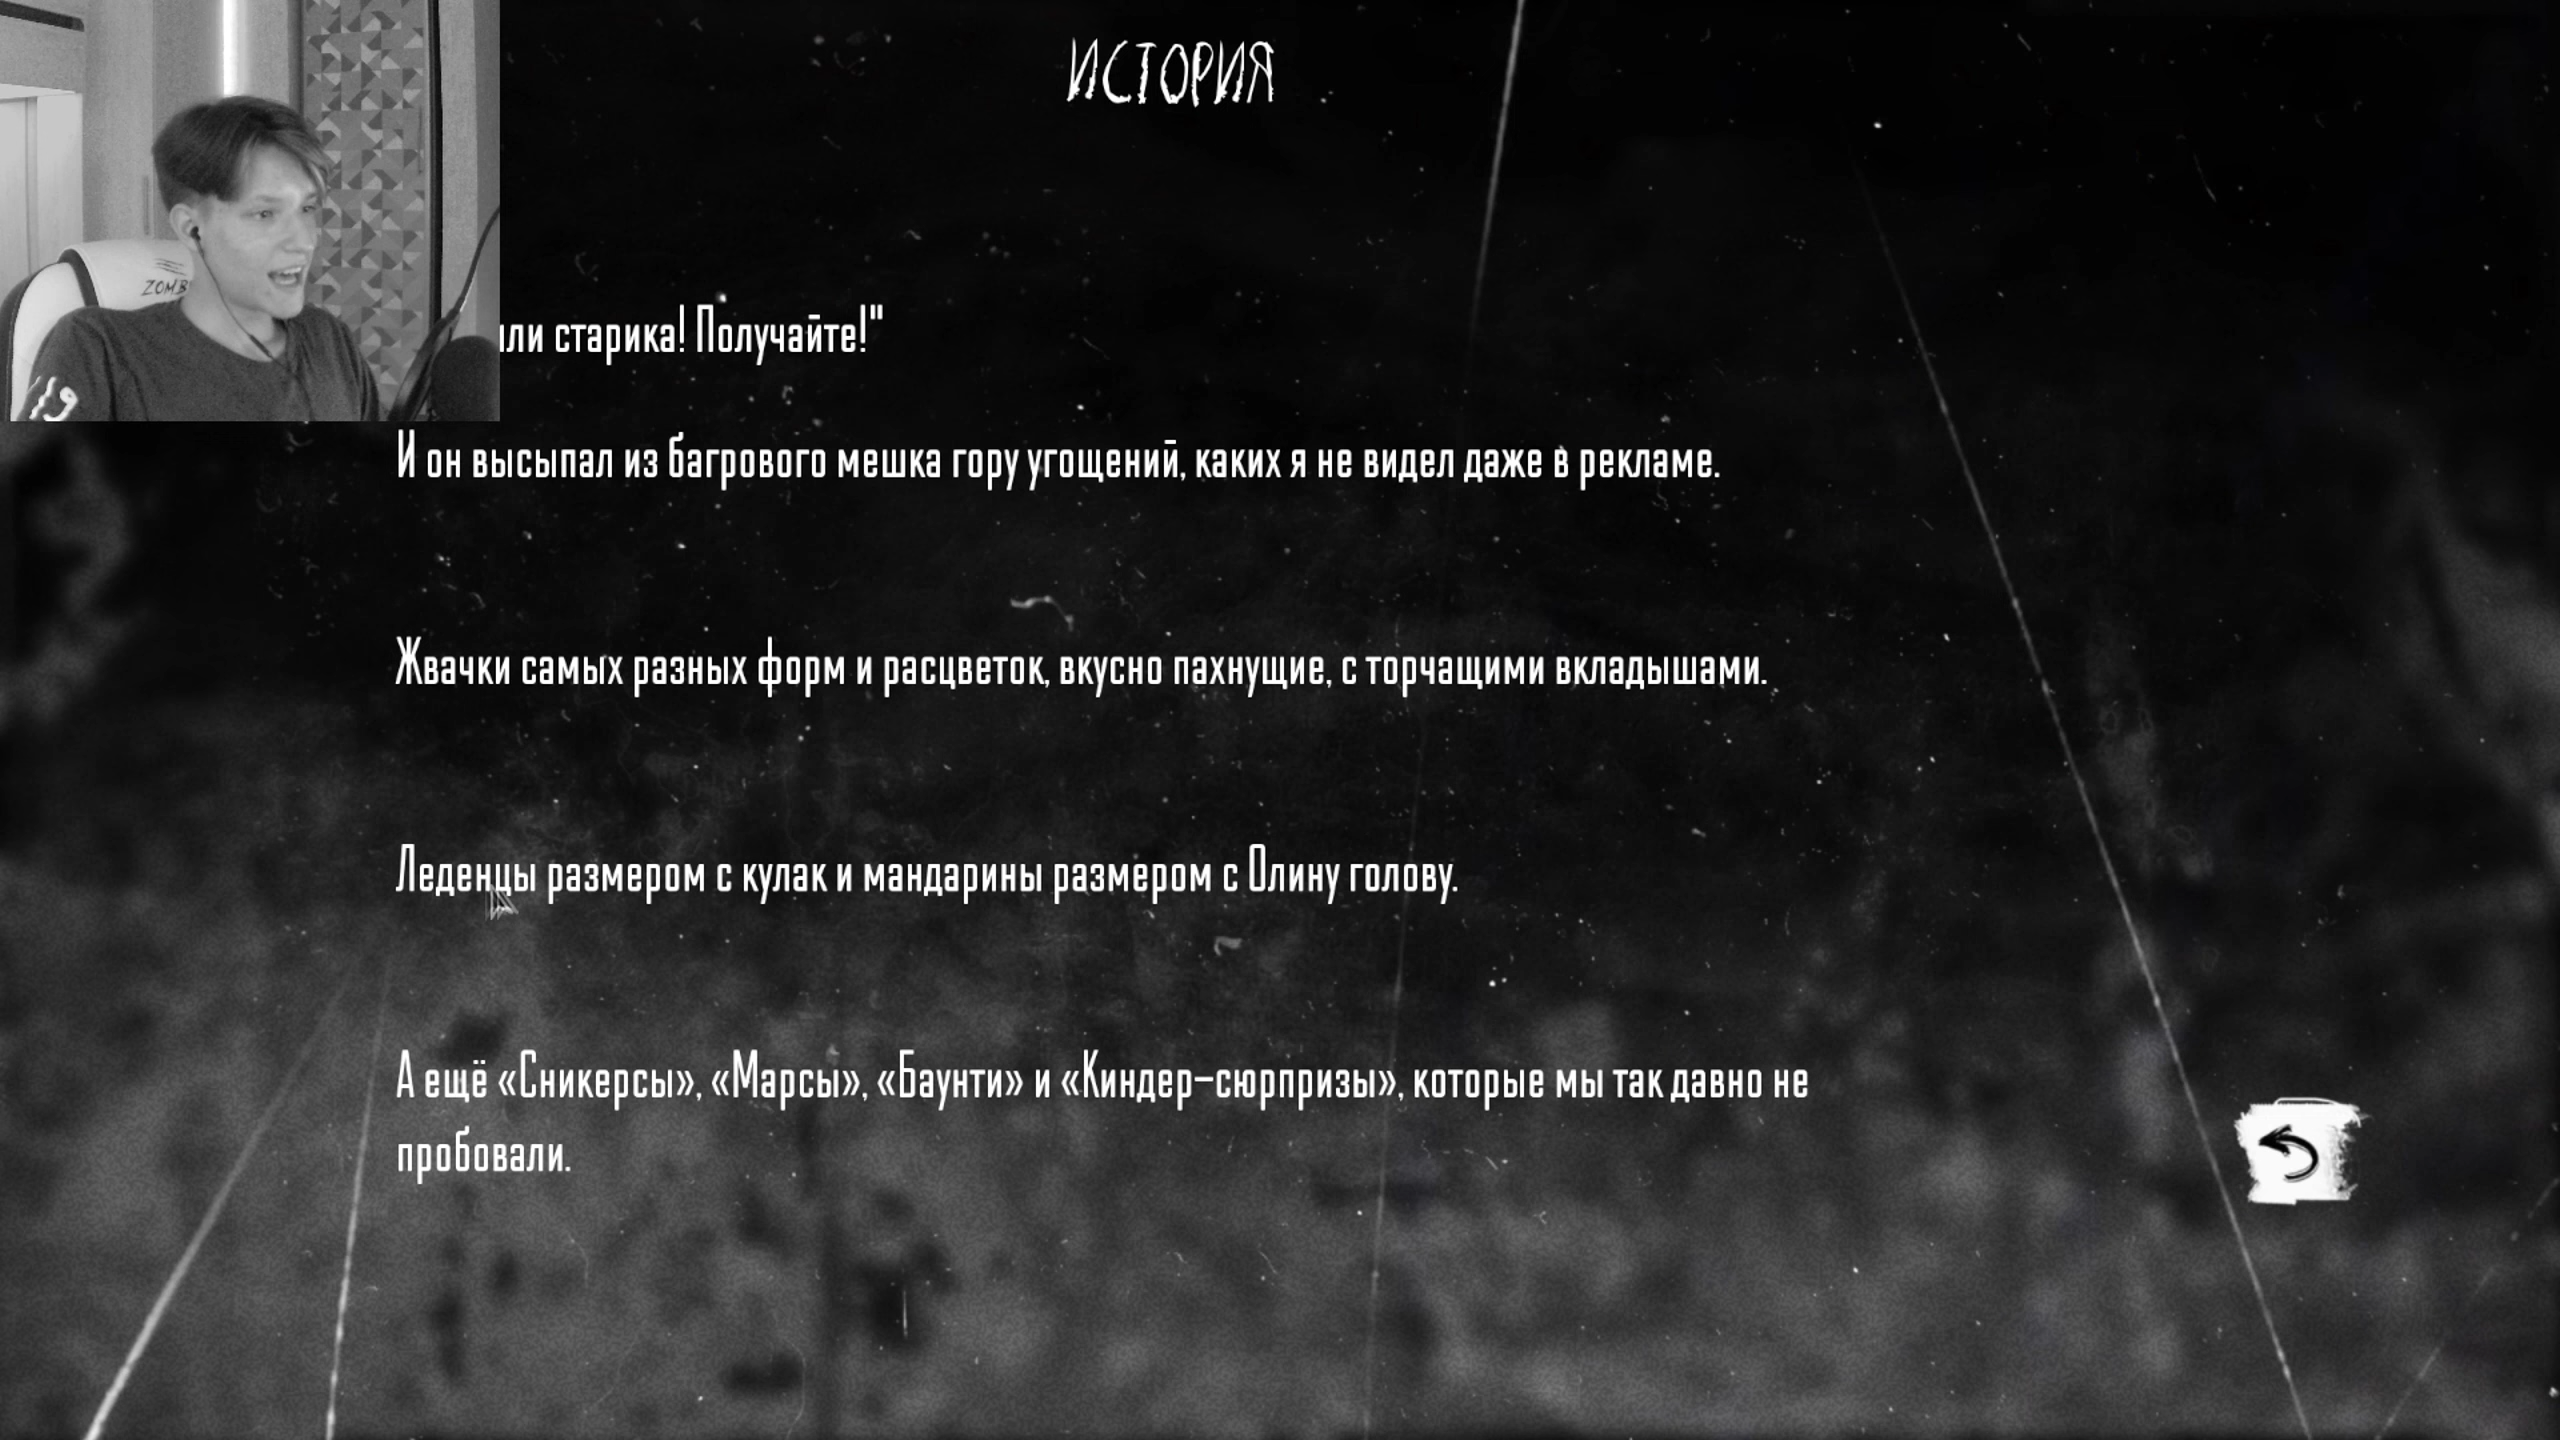 ИСТОРИЯ
ZOMB
19
старика! Получайте!"
И он высыпал из багрового мешка гору угощений, каких я не видел даже в рекламе.
Жвачки самых разных форм и расцветок, вкусно пахнущие, с торчащими вкладышами.
Леденцы размером с кулак и мандарины размером с Олину голову.
А ещё «Сникерсы», «Марсы», «Баунти» и «Киндер–сюрпризы», которые мы так давно не
пробовали.